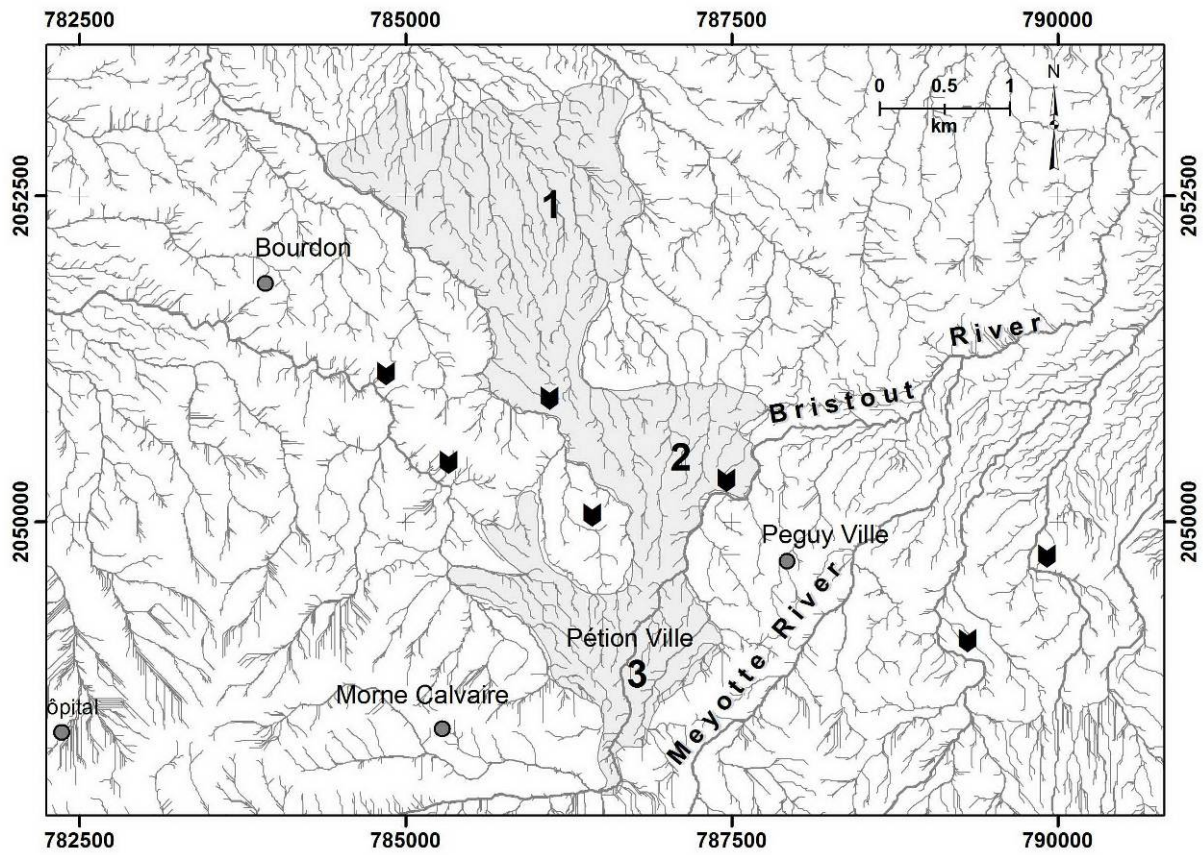 782500 785000 787500 790000
0 0.5 1
km
N
2052500 2052500
1
Bourdon
River
Bristout
2
2050000 2050000
Peguy Ville
Pétion Ville
3
Meyotte River
Morne Calvaire
ôpital
782500 785000 787500 790000